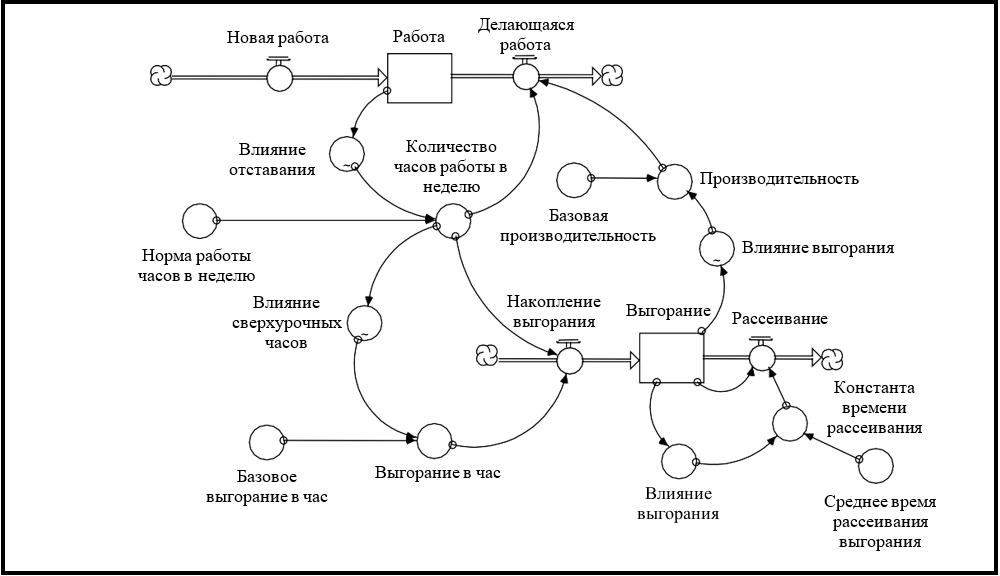 Новая работа
Работа
Делающаяся
работа
Влияние
отставания
~
Количество
часов работы в
неделю
Производительность
Базовая
производительность
Норма работы
часов в неделю
Влияние выгорания
~
Влияние
сверхурочных
часов
~
Накопление
выгорания
Выгорание
Рассеивание
Константа
времени
рассеивания
Базовое
выгорание в час
Выгорание в час
Влияние
выгорания
Среднее время
рассеивания
выгорания